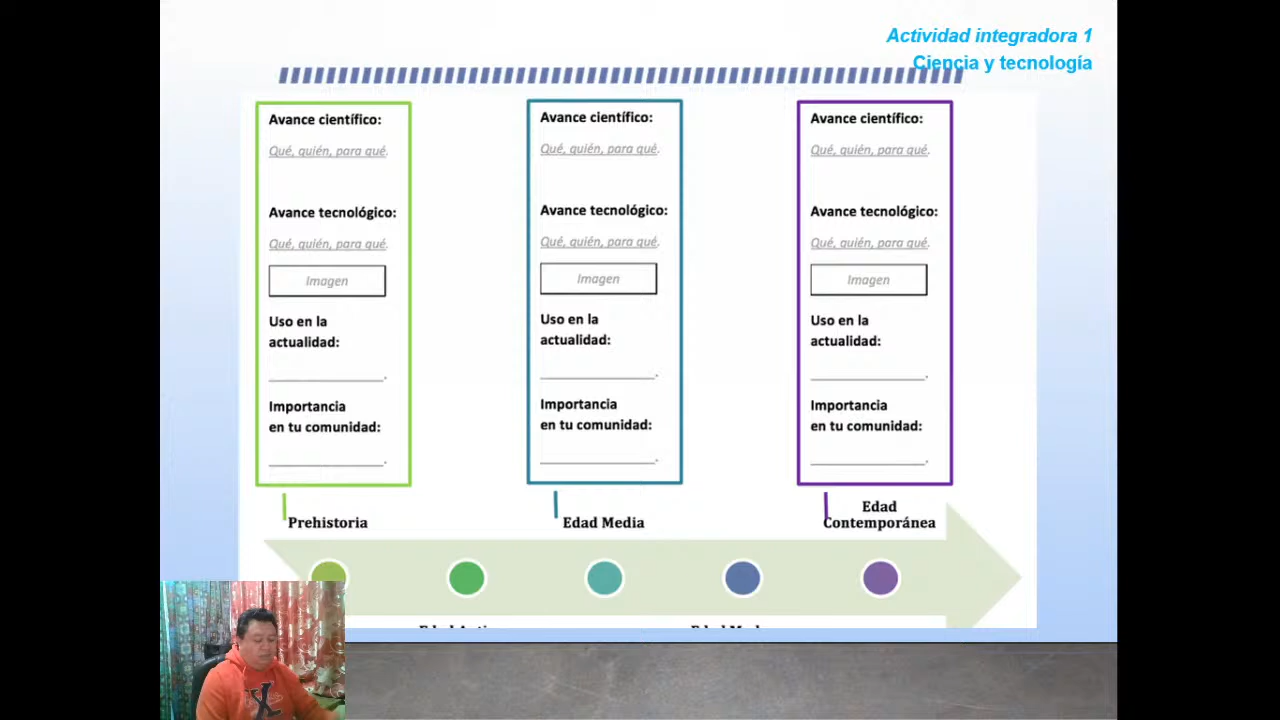 Actividad integradora 1
Ciencia y tecnología
Avance científico:
Qué, quién, para qué.
Avance tecnológico:
Qué, quién, para qué.
Imagen
Uso en la
actualidad:
Importancia
en tu comunidad:
Prehistoria
Avance científico:
Qué, quién, para qué.
Avance tecnológico:
Qué, quién, para qué.
Imagen
Uso en la
actualidad:
Importancia
en tu comunidad:
Edad Media
Avance científico:
Qué, quién, para qué.
Avance tecnológico:
Qué, quién, para qué.
Imagen
Uso en la
actualidad:
Importancia
en tu comunidad:
Edad
Contemporánea